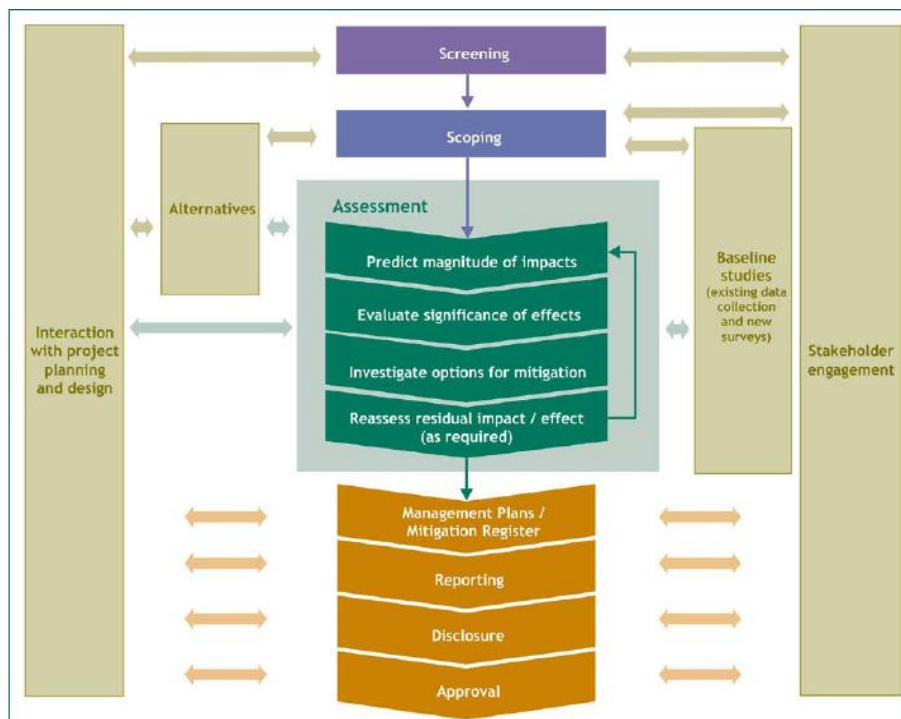 Screening
Scoping
Alternatives
Assessment
Predict magnitude of impacts
Evaluate significance of effects
Investigate options for mitigation
Reassess residual impact / effect
(as required)
Baseline
studies
(existing data
collection
and new
surveys)
Interaction
with project
planning
and design
Stakeholder
engagement
Management Plans /
Mitigation Register
Reporting
Disclosure
Approval